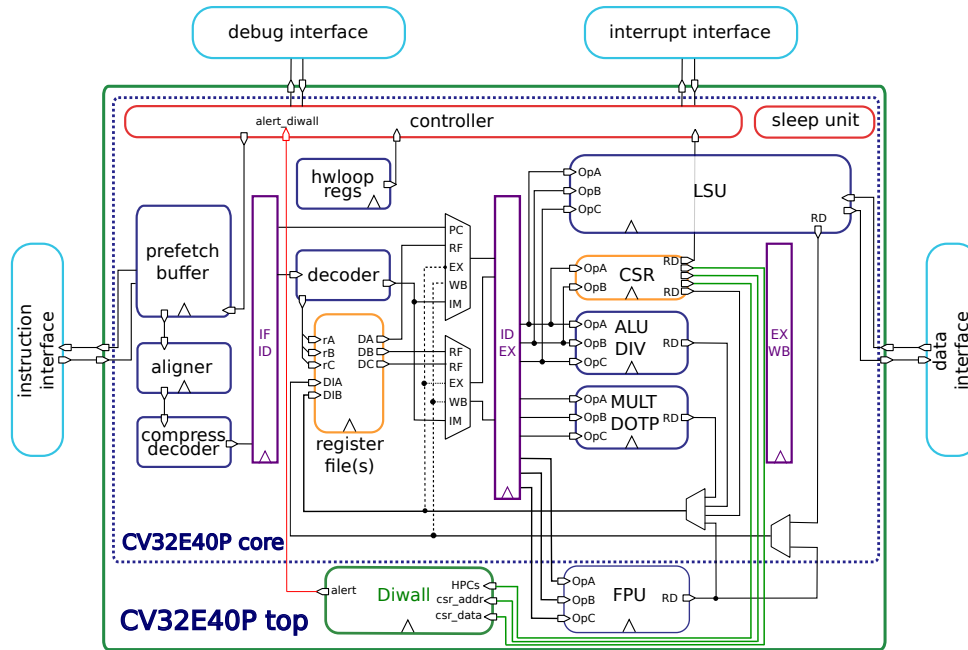 debug interface
interrupt interface
alert_diwall
controller
sleep unit
hwloop
regs
OpA
OpB
OpC
LSU
RD
prefetch
buffer
PC
RF
EX
WB
IM
decoder
OpA
OpB
CSR
RD
RD
instruction
interface
IF
ID
rA
rB
rC
DIA
DIB
DA
DB
DC
register
file(s)
RF
RF
EX
WB
IM
ID
EX
OpA
OpB
OpC
ALU
DIV
RD
EX
WB
data
interface
aligner
OpA
OpB
OpC
MULT
DOTP
RD
compress
decoder
CV32E40P core
CV32E40P top
alert
Diwall
HPCs
csr_addr
csr_data
OpA
OpB
OpC
FPU
RD